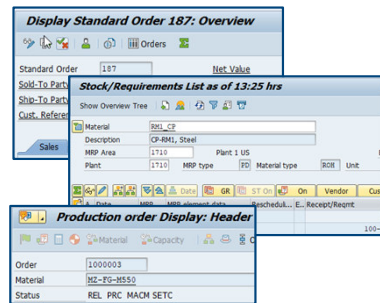 Display Standard Order 187: Overview
Orders
Standard Order 187 Net Value
Sold-To Party
Ship-To Party
Cust. Referen
Sales
Stock/Requirements List as of 13:25 hrs
Show Overview Tree
Material RM1_CP
Description CP-RM1, Steel
MRP Area 1710 Plant 1 US
Plant 1710 MRP type PD Material type ROH Unit
Date GR ST On On Vendor Cus
A Date MRP MRP element data Rescheduli... E.. Receipt/Reqmt
100-
Production order Display: Header
Material Capacity
Order 1000003
Material MZ-FG-M550
Status REL PRC MACM SETC